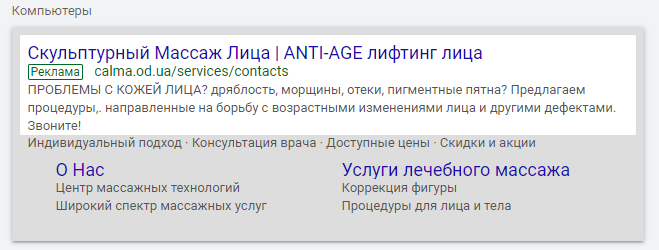 Компьютеры
Скульптурный Массаж Лица | ANTI-AGE лифтинг лица
Реклама calma.od.ua/services/contacts
ПРОБЛЕМЫ С КОЖЕЙ ЛИЦА? дряблость, морщины, отеки, пигментные пятна? Предлагаем
процедуры,. направленные на борьбу с возрастными изменениями лица и другими дефектами.
Звоните!
Индивидуальный подход · Консультация врача · Доступные цены · Скидки и акции
О Нас
Центр массажных технологий
Широкий спектр массажных услуг
Услуги лечебного массажа
Коррекция фигуры
Процедуры для лица и тела